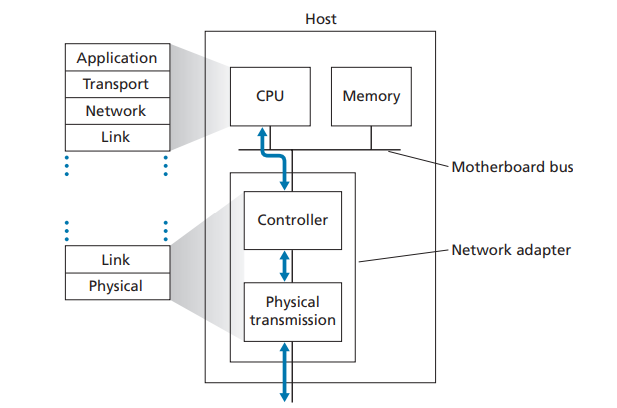 Host
Application
Transport
Network
Link
CPU
Memory
Motherboard bus
Controller
Network adapter
Link
Physical
Physical
transmission